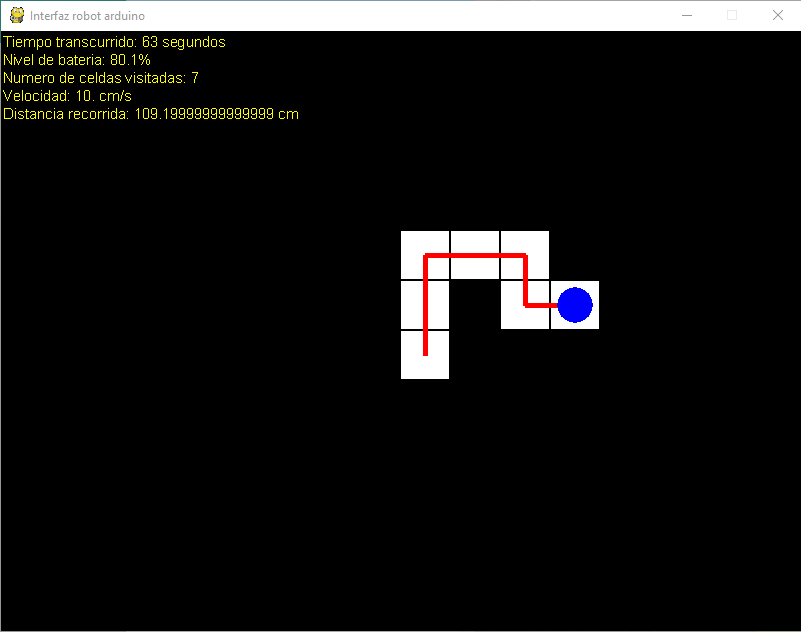 Interfaz robot arduino
Tiempo transcurrido: 63 segundos
Nivel de bateria: 80.1%
Numero de celdas visitadas: 7
Velocidad: 10. cm/s
Distancia recorrida: 109.19999999999999 cm